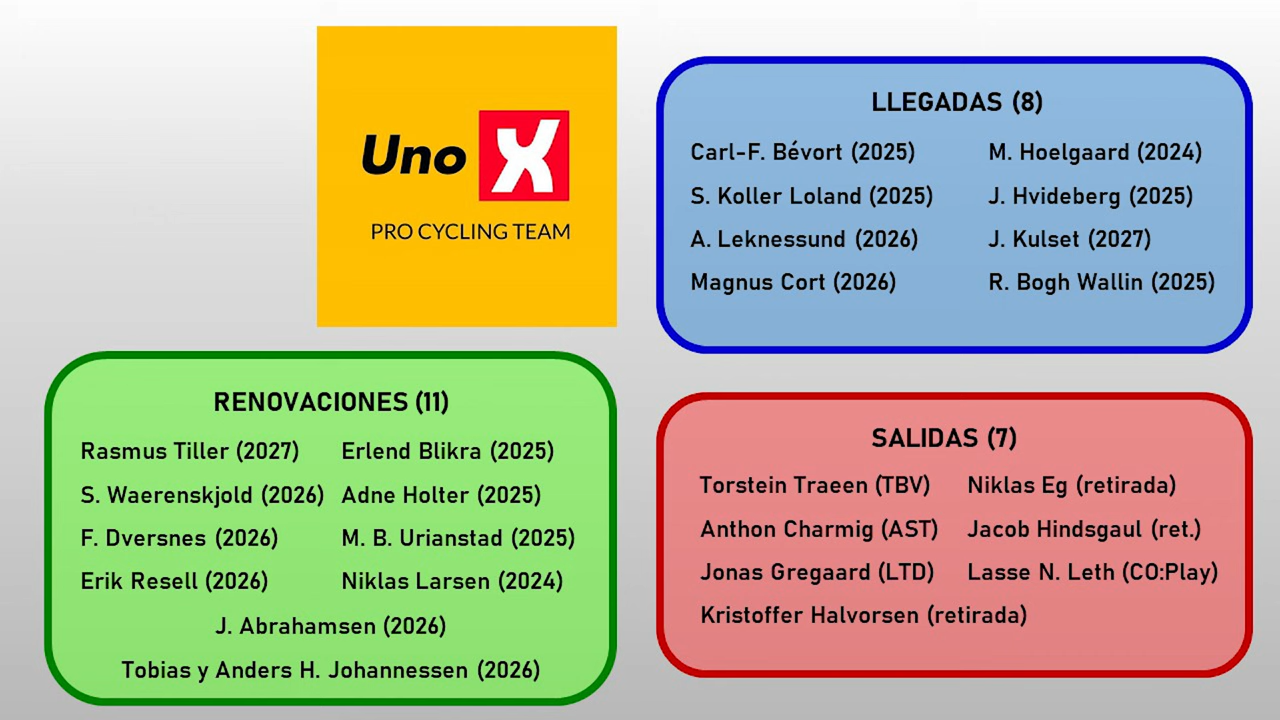 Uno X
PRO CYCLING TEAM
LLEGADAS (8)
Carl-F. Bévort (2025) M. Hoelgaard (2024)
S. Koller Loland (2025) J. Hvideberg (2025)
A. Leknessund (2026) J. Kulset (2027)
Magnus Cort (2026) R. Bogh Wallin (2025)
RENOVACIONES (11)
Rasmus Tiller (2027) Erlend Blikra (2025)
S. Waerenskjold (2026) Adne Holter (2025)
F. Dversnes (2026) M. B. Urianstad (2025)
Erik Resell (2026) Niklas Larsen (2024)
J. Abrahamsen (2026)
Tobias y Anders H. Johannessen (2026)
SALIDAS (7)
Torstein Traeen (TBV) Niklas Eg (retirada)
Anthon Charmig (AST) Jacob Hindsgaul (ret.)
Jonas Gregaard (LTD) Lasse N. Leth (CO:Play)
Kristoffer Halvorsen (retirada)